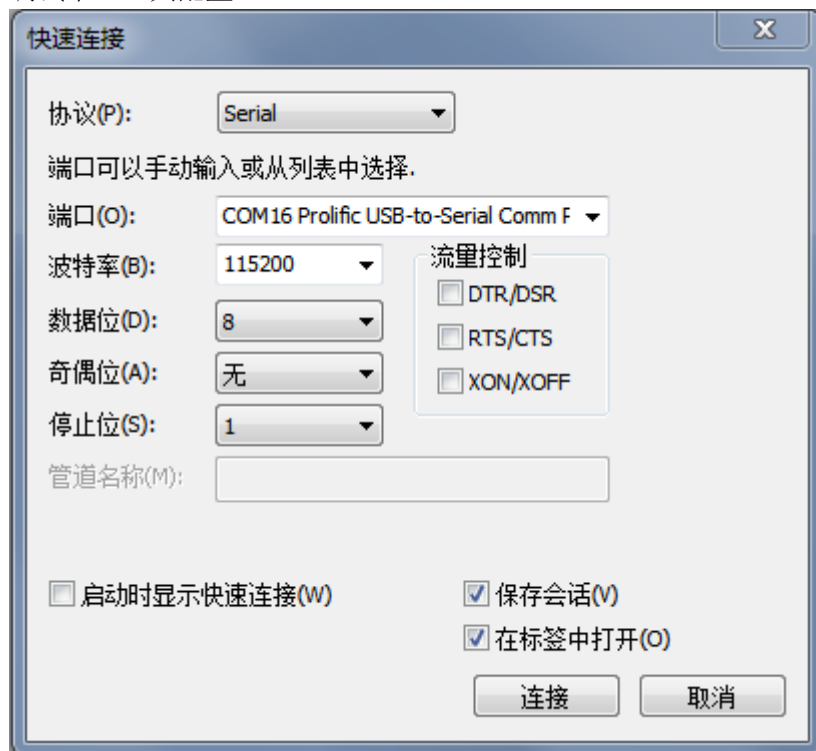 快速连接
协议(P): Serial
端口可以手动输入或从列表中选择.
端口(O): COM16 Prolific USB-to-Serial Comm F
波特率(B): 115200
流量控制
DTR/DSR
数据位(D): 8
RTS/CTS
奇偶位(A): 无
XON/XOFF
停止位(S): 1
管道名称(M):
启动时显示快速连接(W) 保存会话(V)
在标签中打开(O)
连接 取消